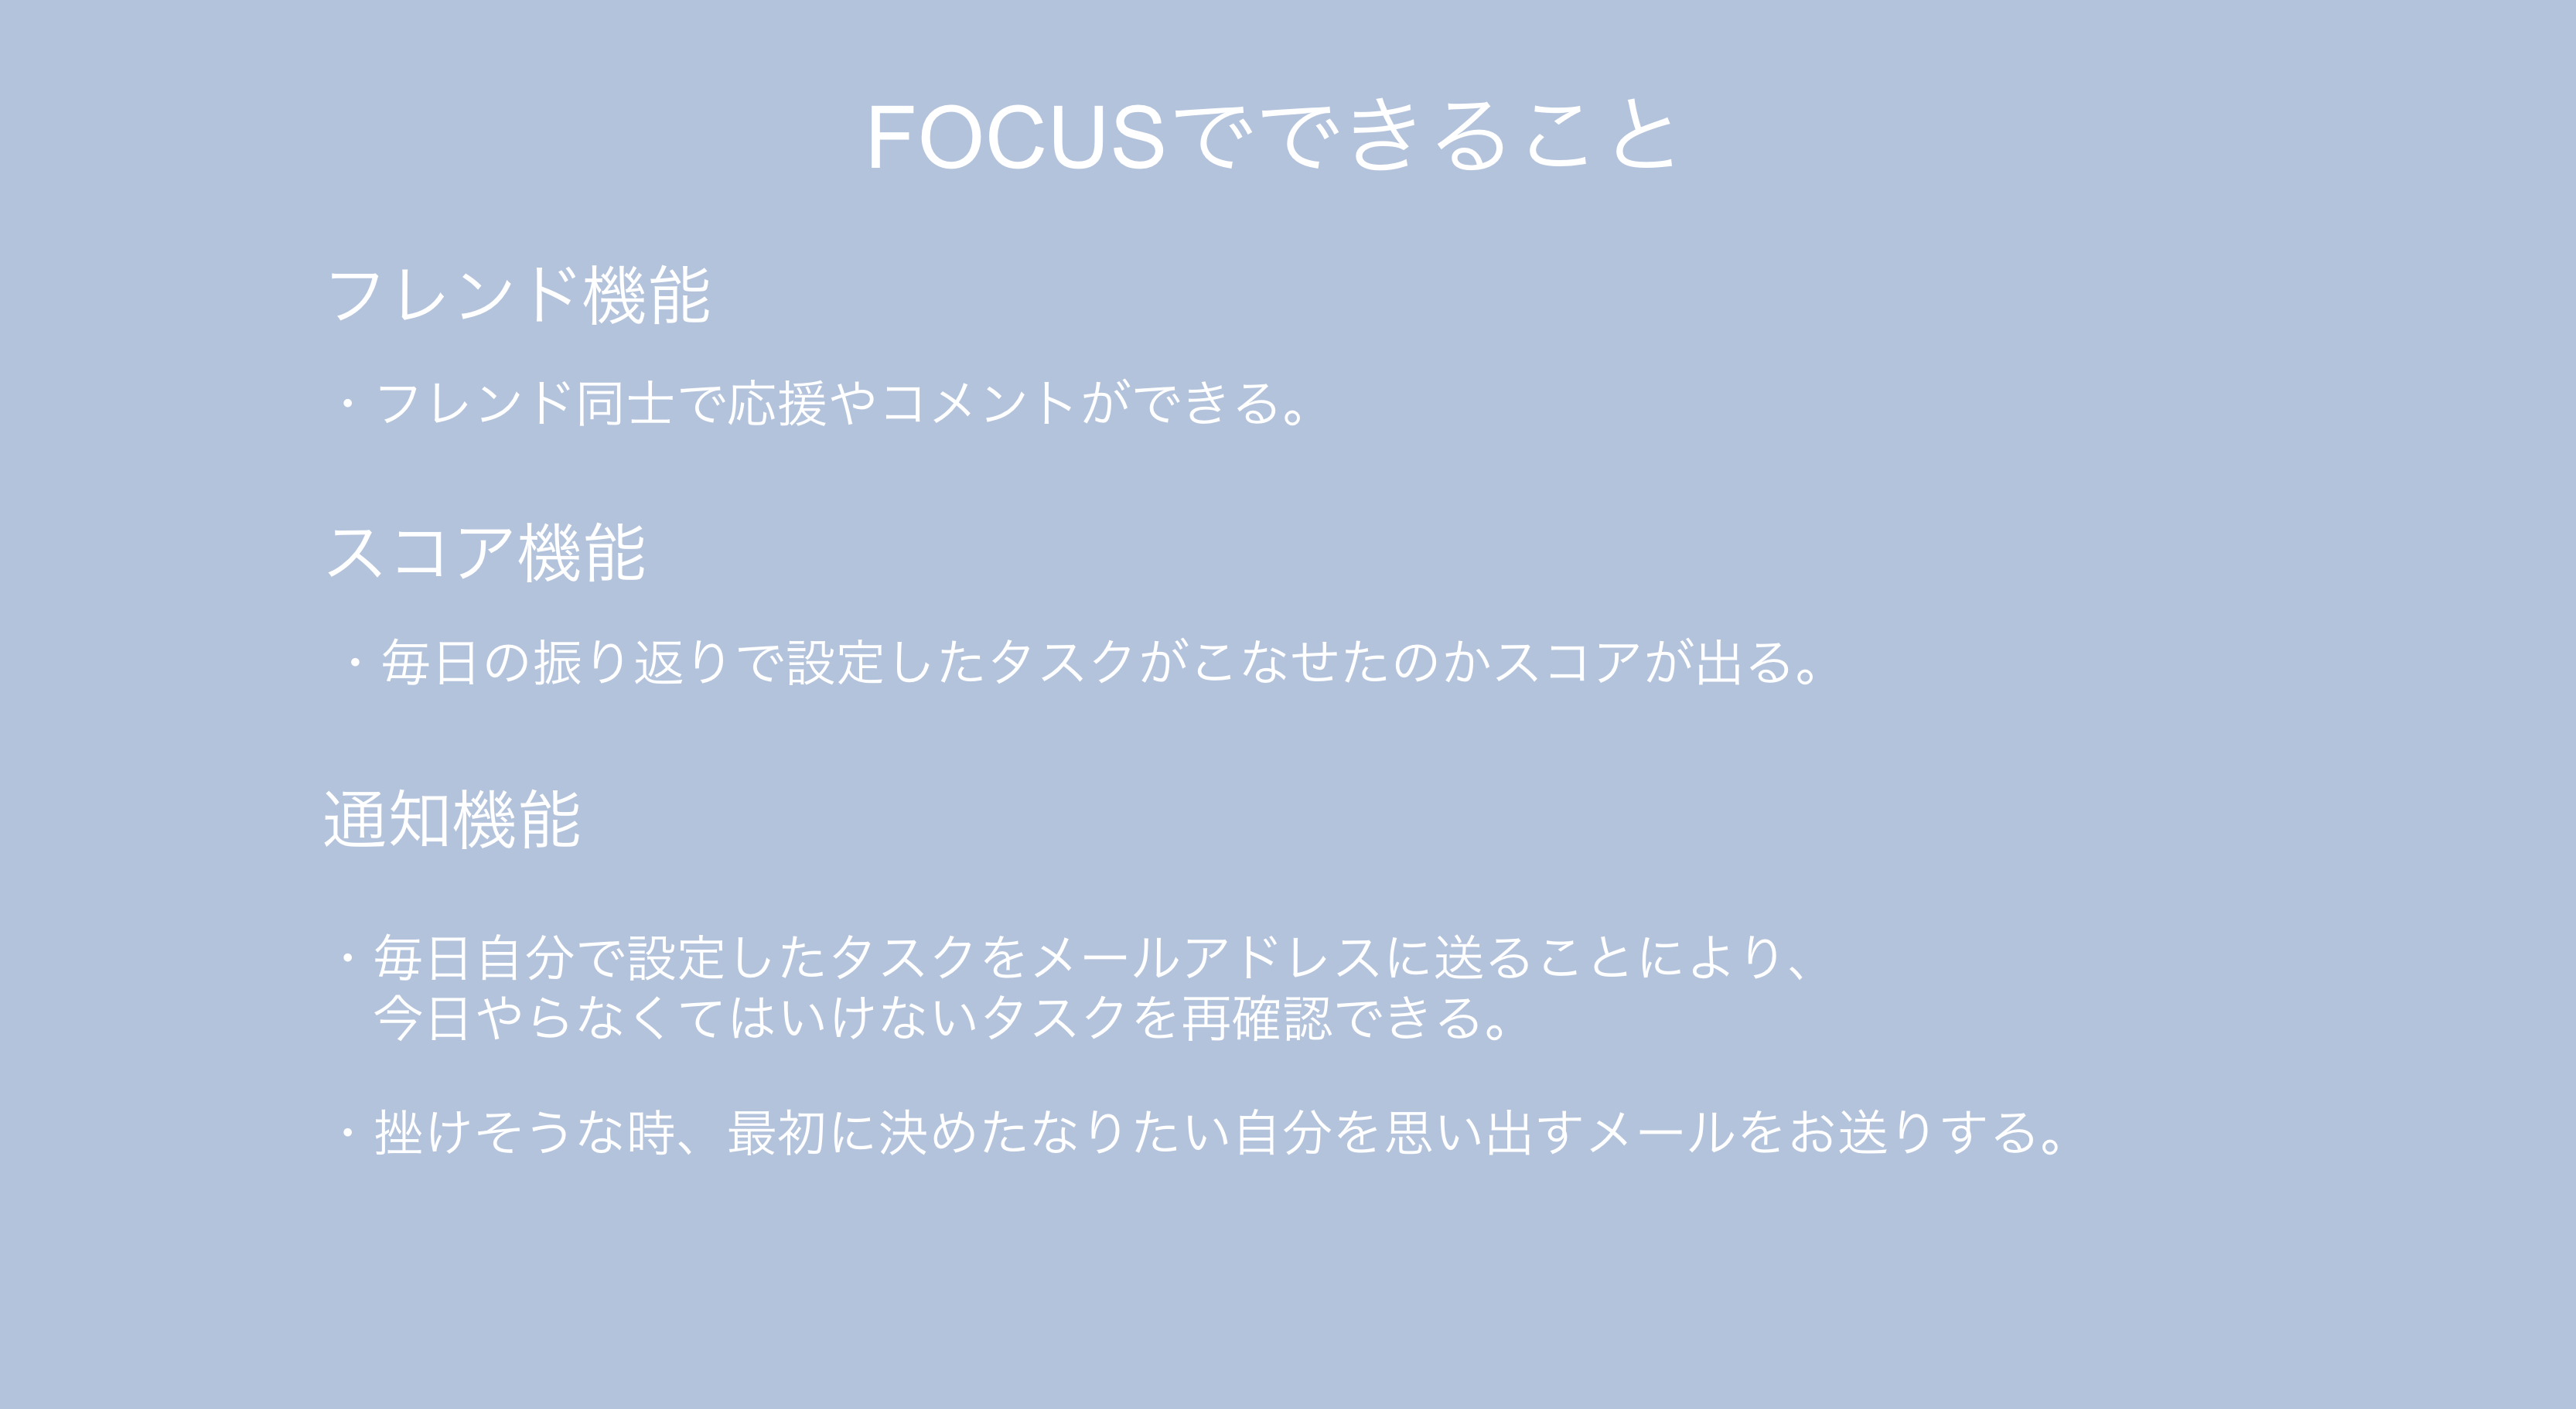 FOCUSでできること
フレンド機能
・フレンド同士で応援やコメントができる。
スコア機能
・毎日の振り返りで設定したタスクがこなせたのかスコアが出る。
通知機能
・毎日自分で設定したタスクをメールアドレスに送ることにより、
今日やらなくてはいけないタスクを再確認できる。
・挫けそうな時、最初に決めたなりたい自分を思い出すメールをお送りする。